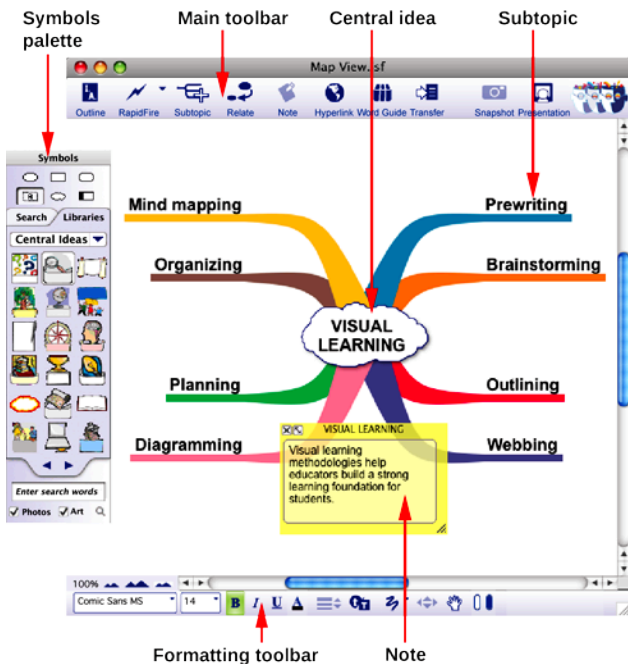 Symbols
palette
Main toolbar
Central idea
Subtopic
Map View.isf
Outline
RapidFire
Subtopic
Relate
Note
Hyperlink
Word Guide
Transfer
Snapshot
Presentation
Symbols
Search
Libraries
Central Ideas
Enter search words
Photos
Art
Mind mapping
Prewriting
Organizing
Brainstorming
VISUAL
LEARNING
Planning
Outlining
Diagramming
Webbing
VISUAL LEARNING
Visual learning
methodologies help
educators build a strong
learning foundation for
students.
100%
Comic Sans MS
14
B
I
U
A
Formatting toolbar
Note